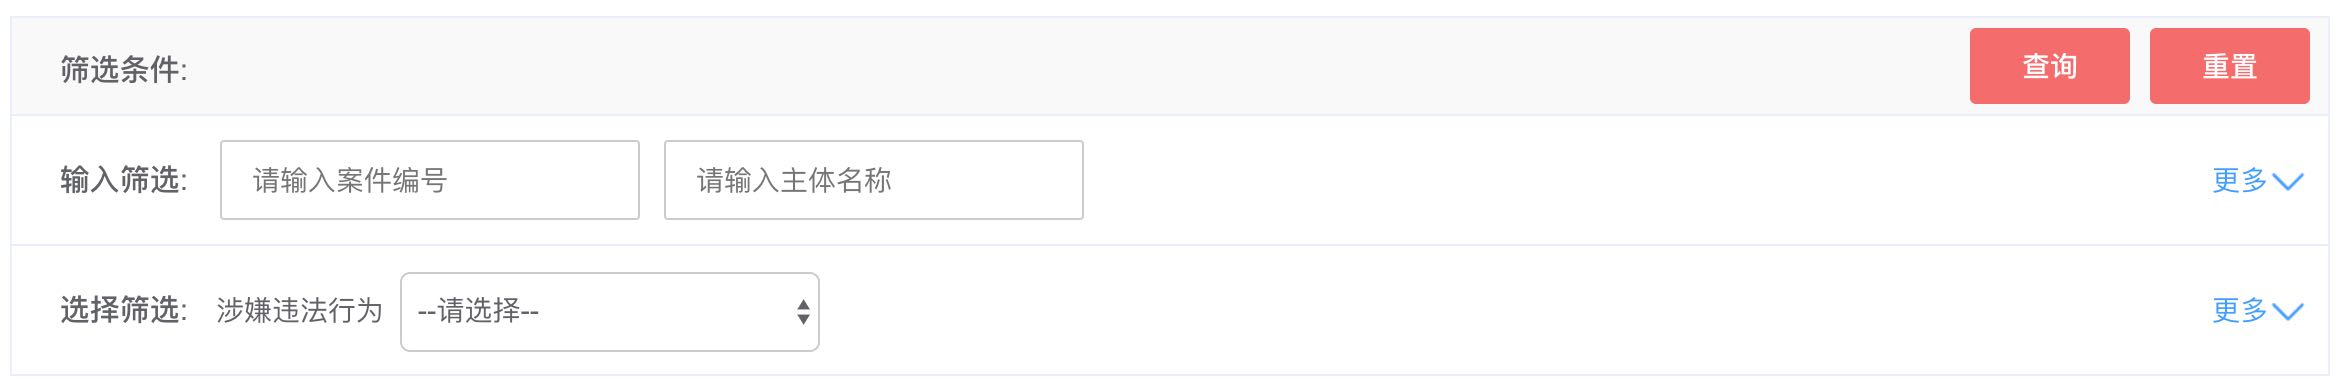 筛选条件: 查询 重置
输入筛选: 请输入案件编号 请输入主体名称 更多
选择筛选: 涉嫌违法行为 --请选择-- 更多